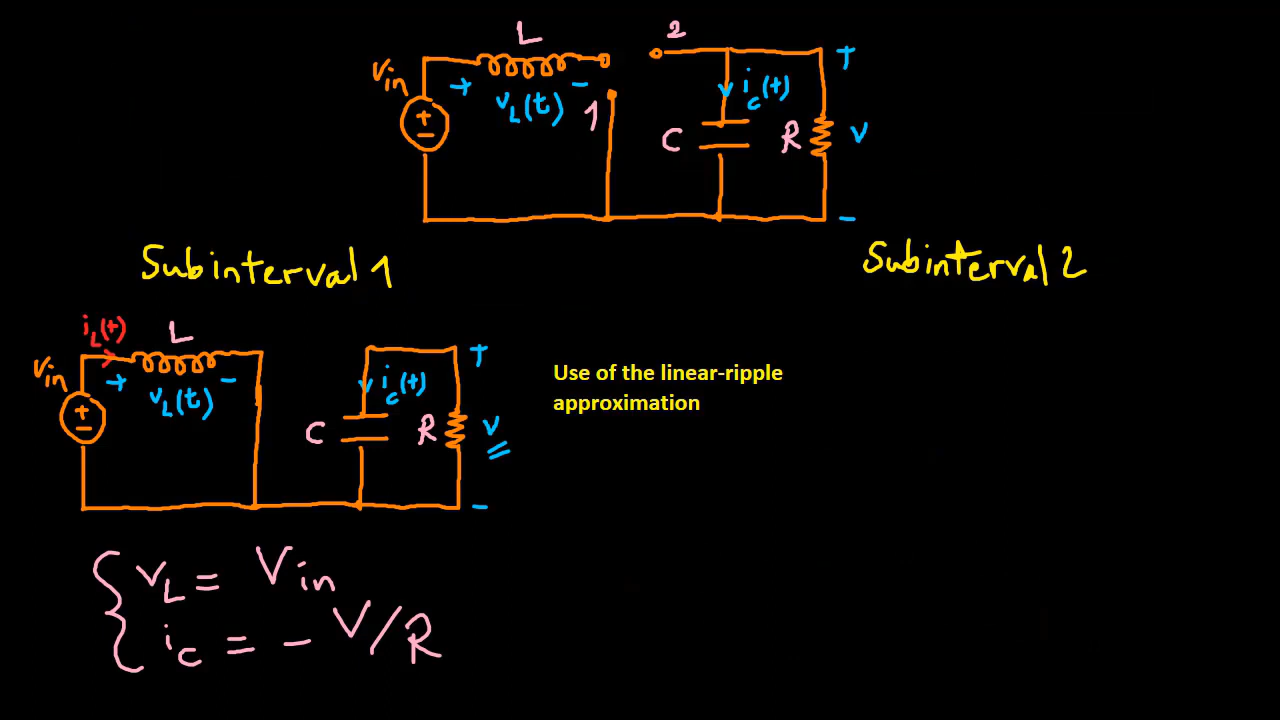 L
2
Vin
+ vL(t) -
1
ic(t)
C
R
+
v
-
Subinterval 1
Subinterval 2
iL(t)
L
Vin
+ vL(t) -
ic(t)
C
R
+
v
-
Use of the linear-ripple
approximation
vL = Vin
ic = - V/R